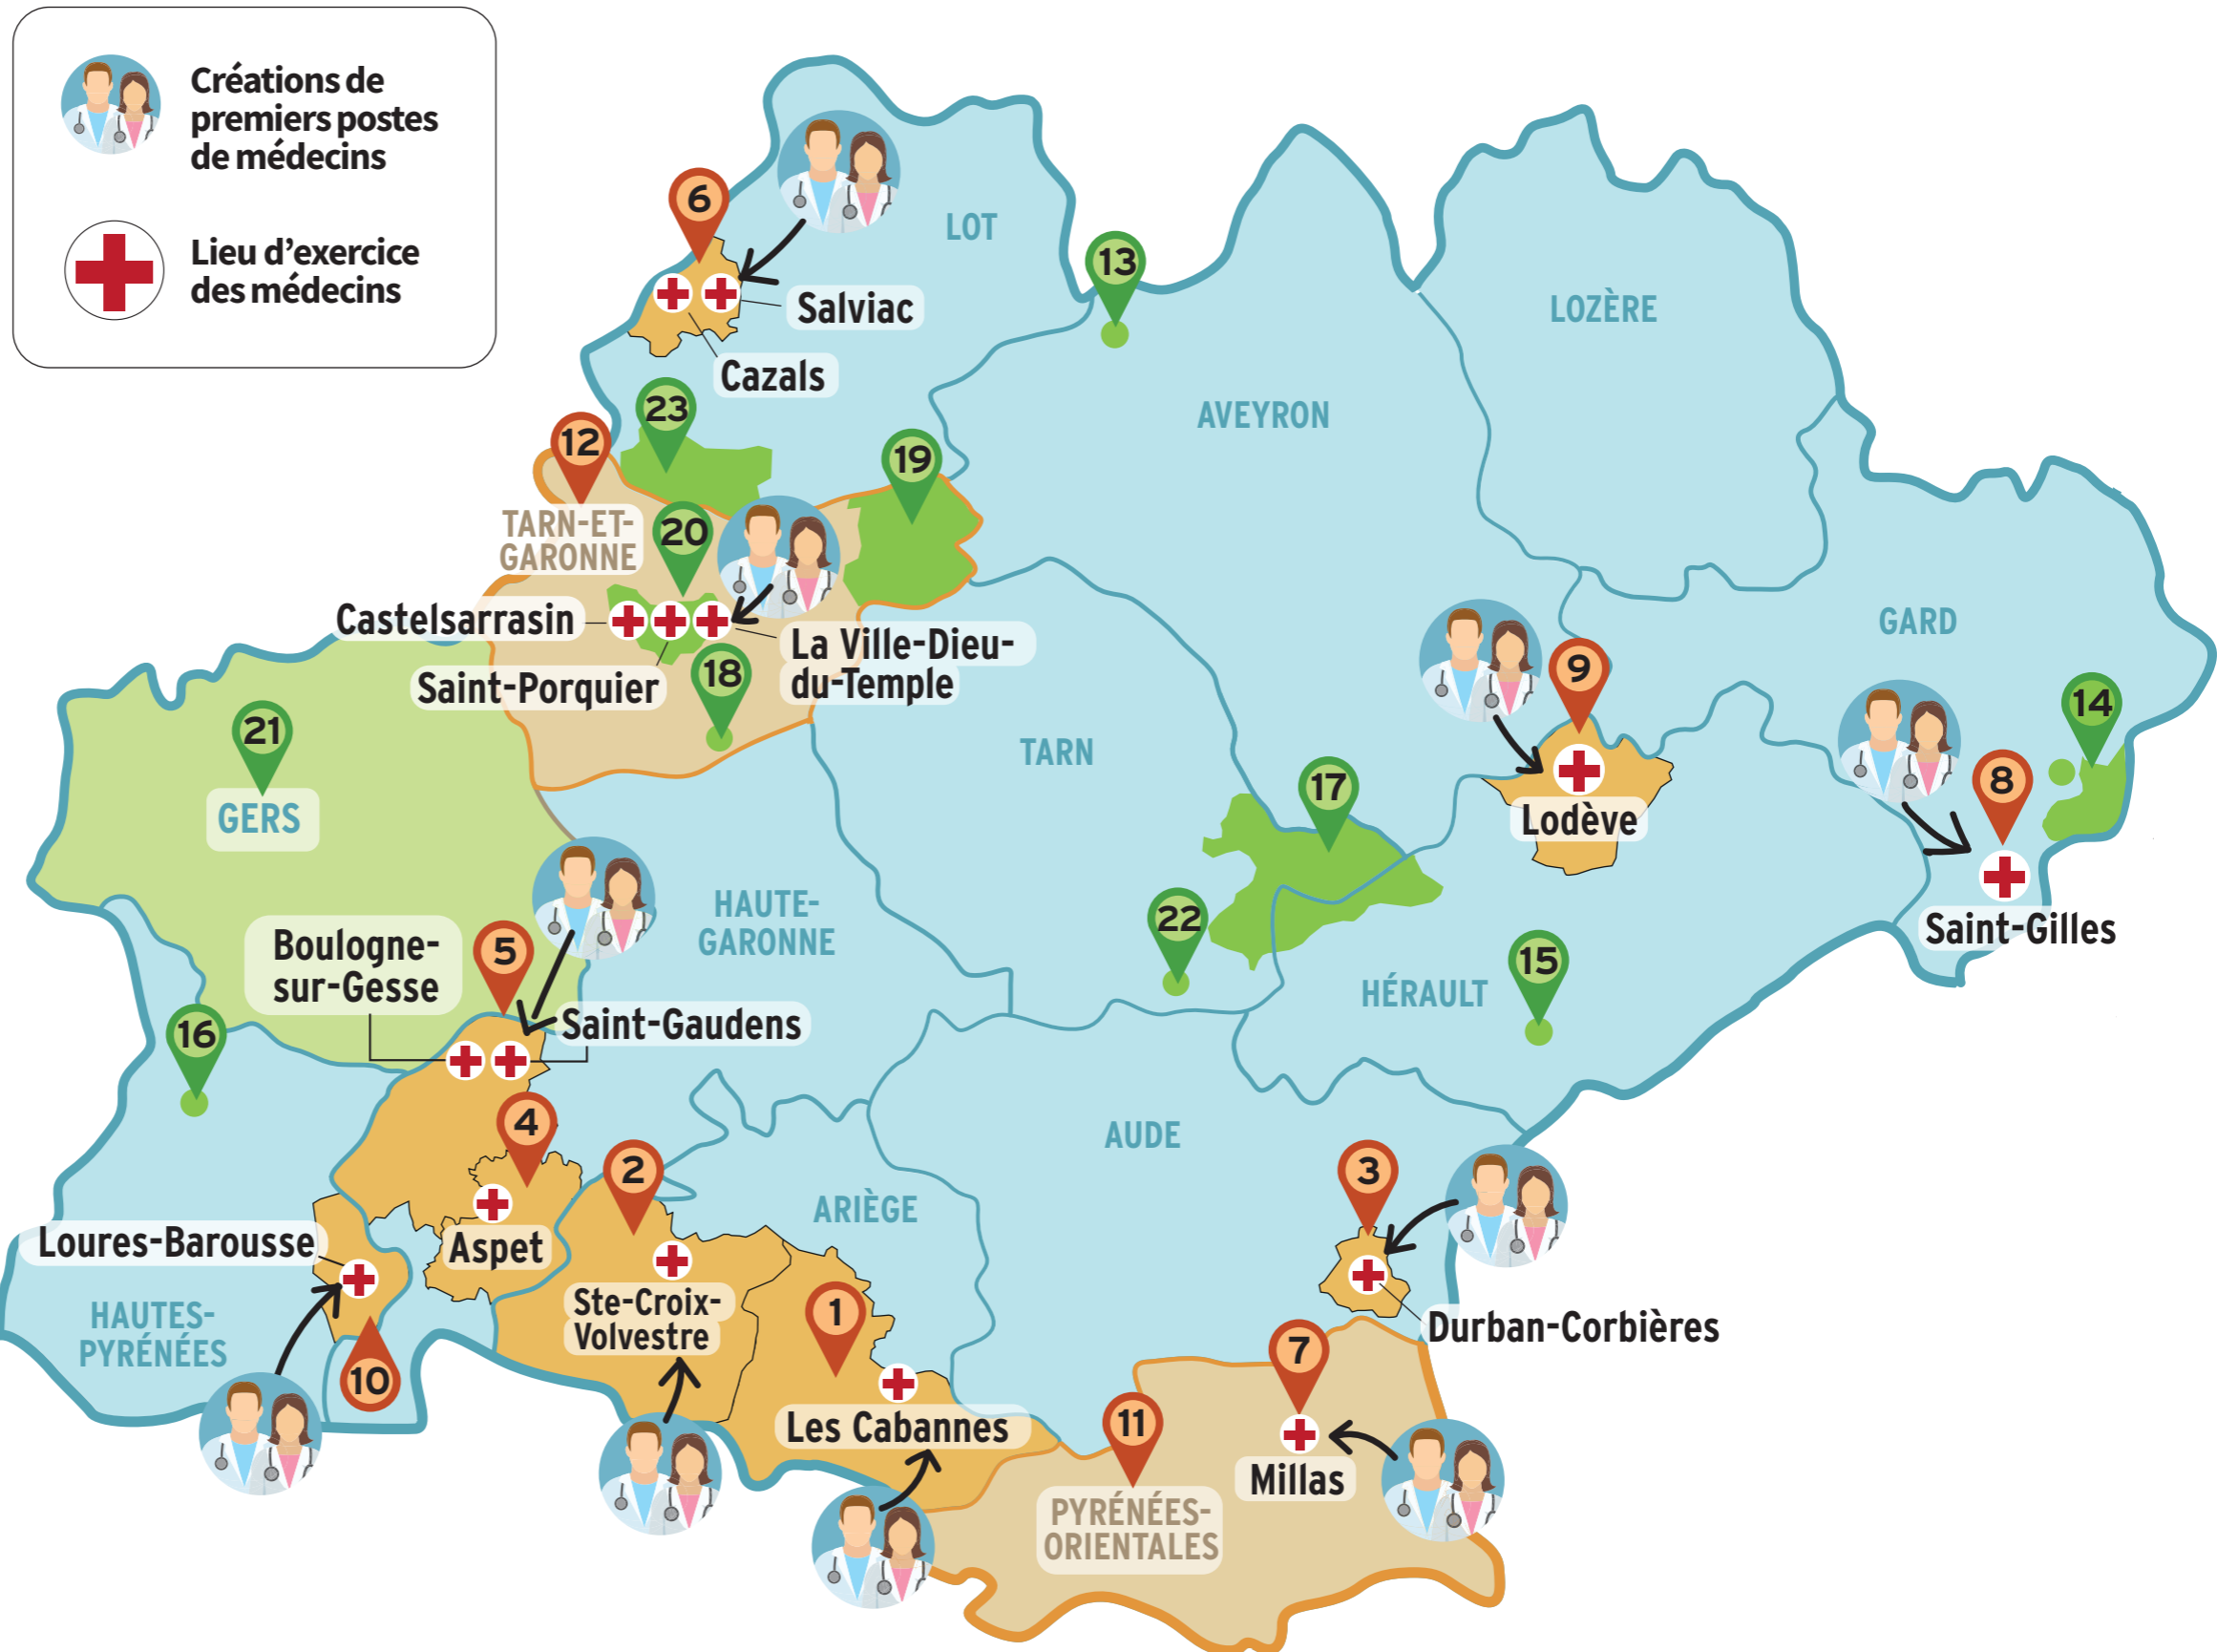 Créations de
premiers postes
de médecins
Lieu d’exercice
des médecins
6
LOT
13
Salviac
LOZÈRE
Cazals
23
AVEYRON
12
19
TARN-ET-
GARONNE
20
Castelsarrasin
La Ville-Dieu-
du-Temple
Saint-Porquier
18
GARD
9
14
21
GERS
TARN
17
8
Lodève
HAUTE-
GARONNE
22
Saint-Gilles
Boulogne-
sur-Gesse
5
15
HÉRAULT
16
Saint-Gaudens
4
AUDE
2
3
ARIÈGE
Loures-Barousse
Aspet
HAUTES-
PYRÉNÉES
Ste-Croix-
Volvestre
1
Durban-Corbières
7
10
Les Cabannes
11
Millas
PYRÉNÉES-
ORIENTALES